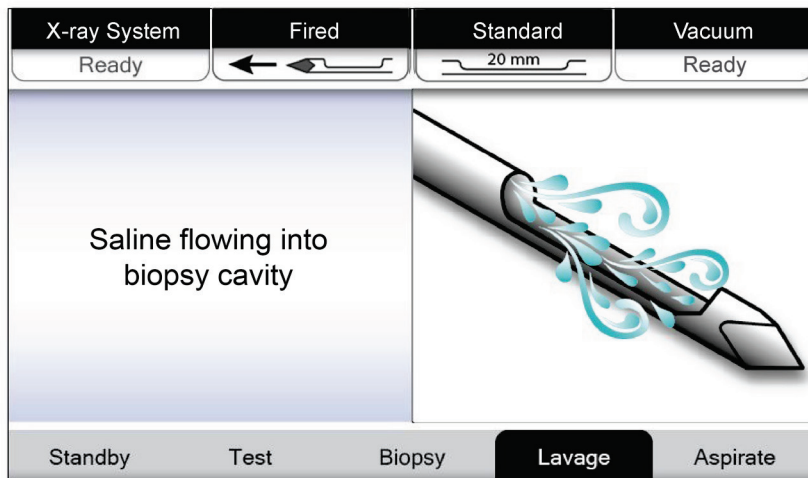 X-ray System
Fired
Standard
Vacuum
Ready
20 mm
Ready
Saline flowing into
biopsy cavity
Standby
Test
Biopsy
Lavage
Aspirate